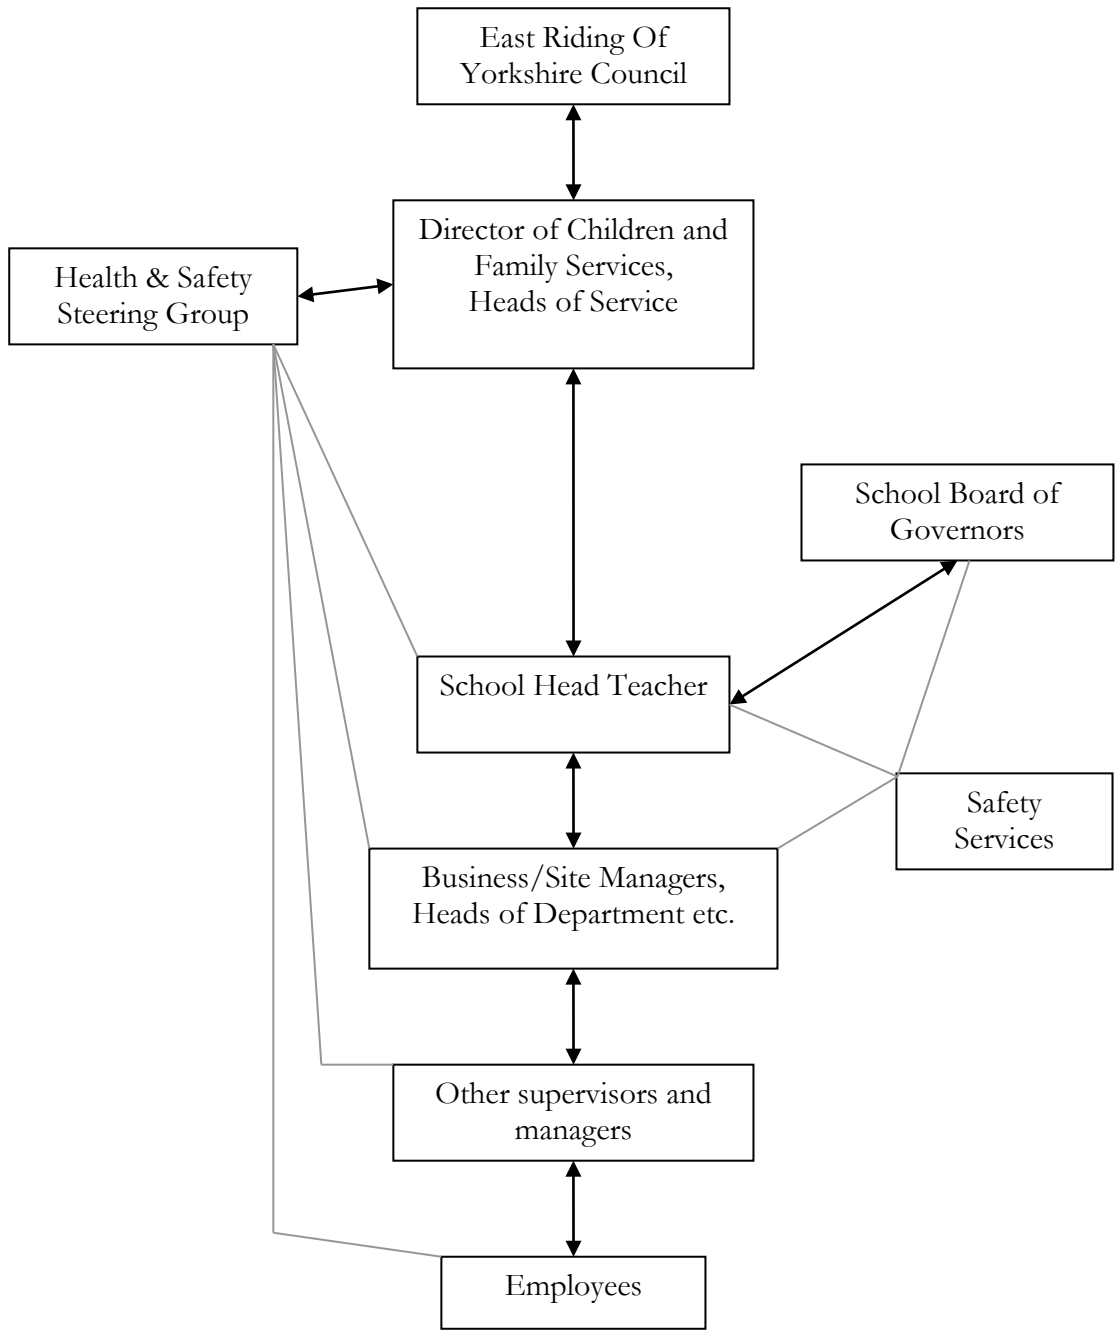 East Riding Of
Yorkshire Council
Director of Children and
Family Services,
Heads of Service
Health & Safety
Steering Group
School Board of
Governors
School Head Teacher
Safety
Services
Business/Site Managers,
Heads of Department etc.
Other supervisors and
managers
Employees